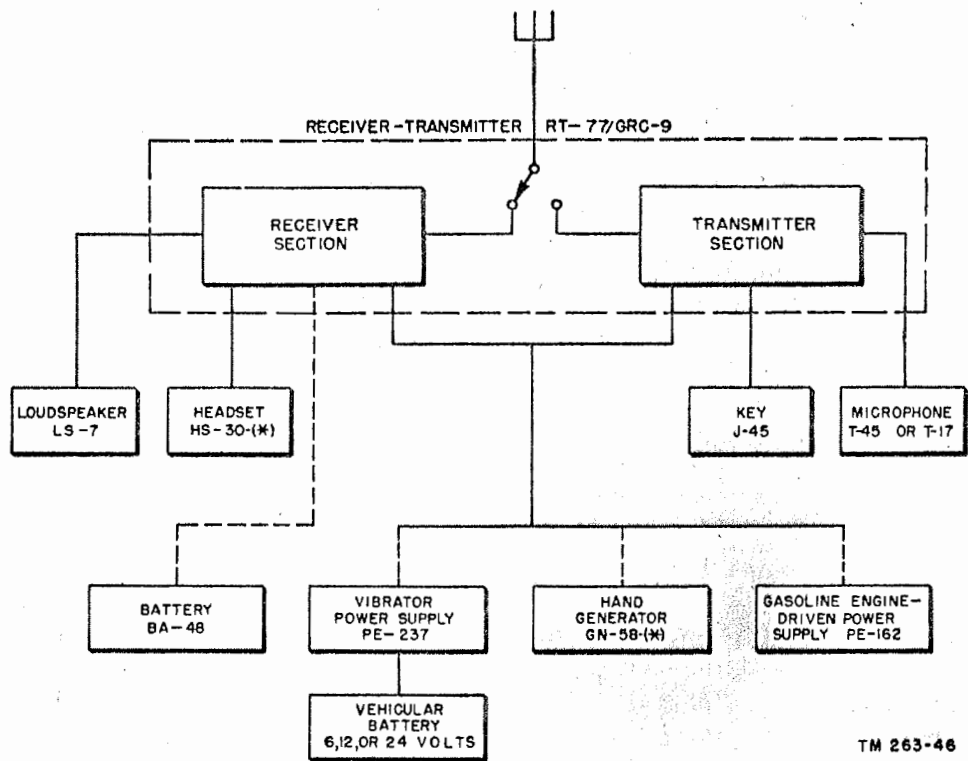 RECEIVER-TRANSMITTER RT-77/GRC-9
RECEIVER
SECTION
TRANSMITTER
SECTION
LOUDSPEAKER
LS-7
HEADSET
HS-30-(*)
KEY
J-45
MICROPHONE
T-45 OR T-17
BATTERY
BA-48
VIBRATOR
POWER SUPPLY
PE-237
HAND
GENERATOR
GN-58-(*)
GASOLINE ENGINE-
DRIVEN POWER
SUPPLY PE-162
VEHICULAR
BATTERY
6,12,OR 24 VOLTS
TM 263-46